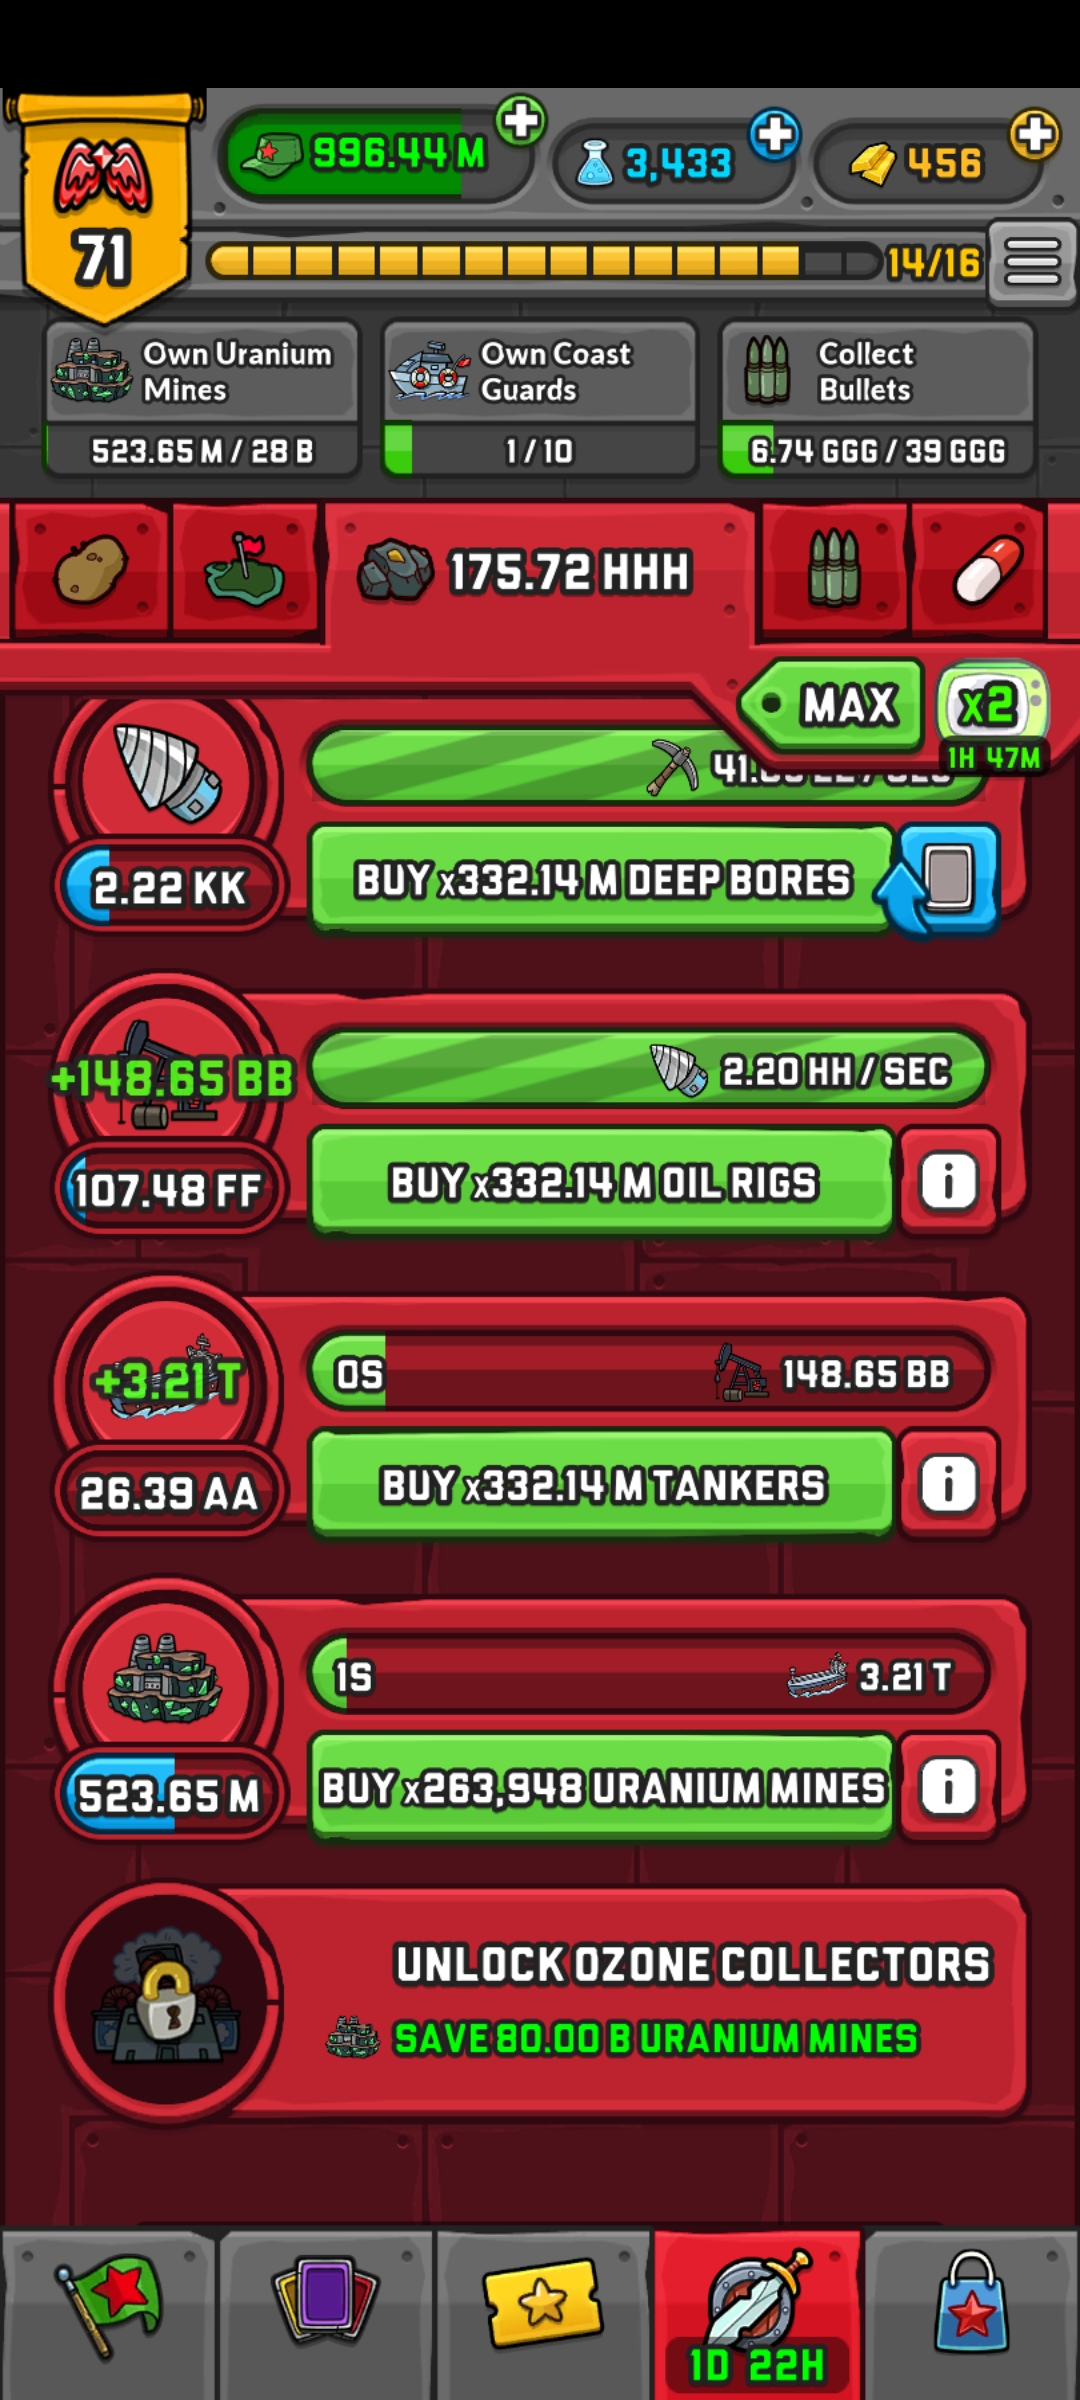 996.44 M
3,433
456
71
14/16
Own Uranium
Mines
523.65 M / 28 B
Own Coast
Guards
1 / 10
Collect
Bullets
6.74 GGG / 39 GGG
175.72 HHH
MAX
x2
1H 47M
2.22 KK
BUY x332.14 M DEEP BORES
+148.65 BB
2.20 HH / SEC
107.48 FF
BUY x332.14 M OIL RIGS
i
+3.21 T
0S
148.65 BB
26.39 AA
BUY x332.14 M TANKERS
i
1S
3.21 T
523.65 M
BUY x263,948 URANIUM MINES
i
UNLOCK OZONE COLLECTORS
SAVE 80.00 B URANIUM MINES
1D 22H